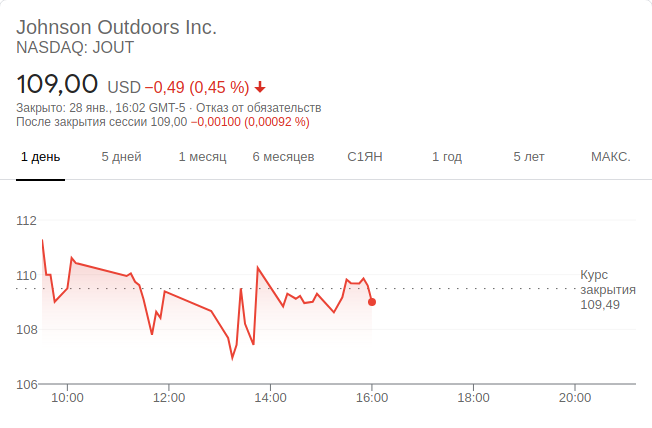 Johnson Outdoors Inc.
NASDAQ: JOUT
109,00 USD −0,49 (0,45 %)
Закрыто: 28 янв., 16:02 GMT-5 · Отказ от обязательств
После закрытия сессии 109,00 −0,00100 (0,00092 %)
1 день 5 дней 1 месяц 6 месяцев С1ЯН 1 год 5 лет МАКС.
112
110
108
106
Курс
закрытия
109,49
10:00 12:00 14:00 16:00 18:00 20:00